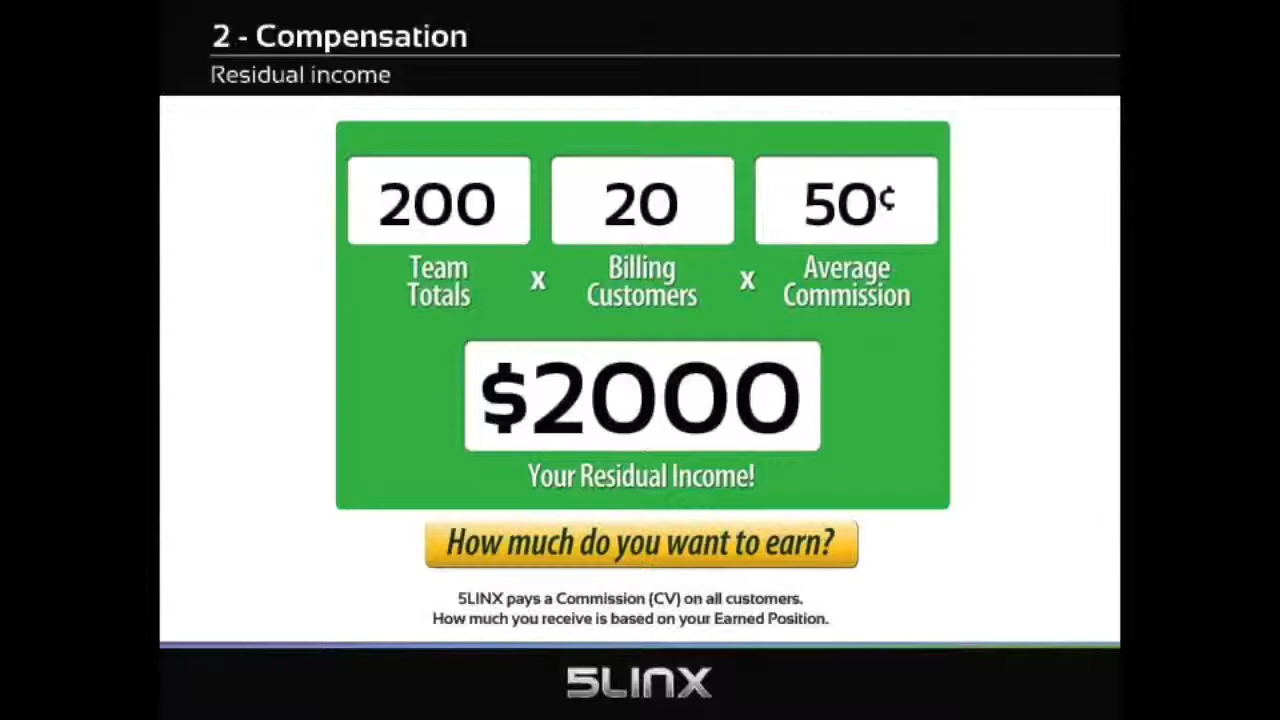 2 - Compensation
Residual income
200
20
50¢
Team
Totals
x
Billing
Customers
x
Average
Commission
$2000
Your Residual Income!
How much do you want to earn?
5LINX pays a Commission (CV) on all customers.
How much you receive is based on your Earned Position.
5LINX